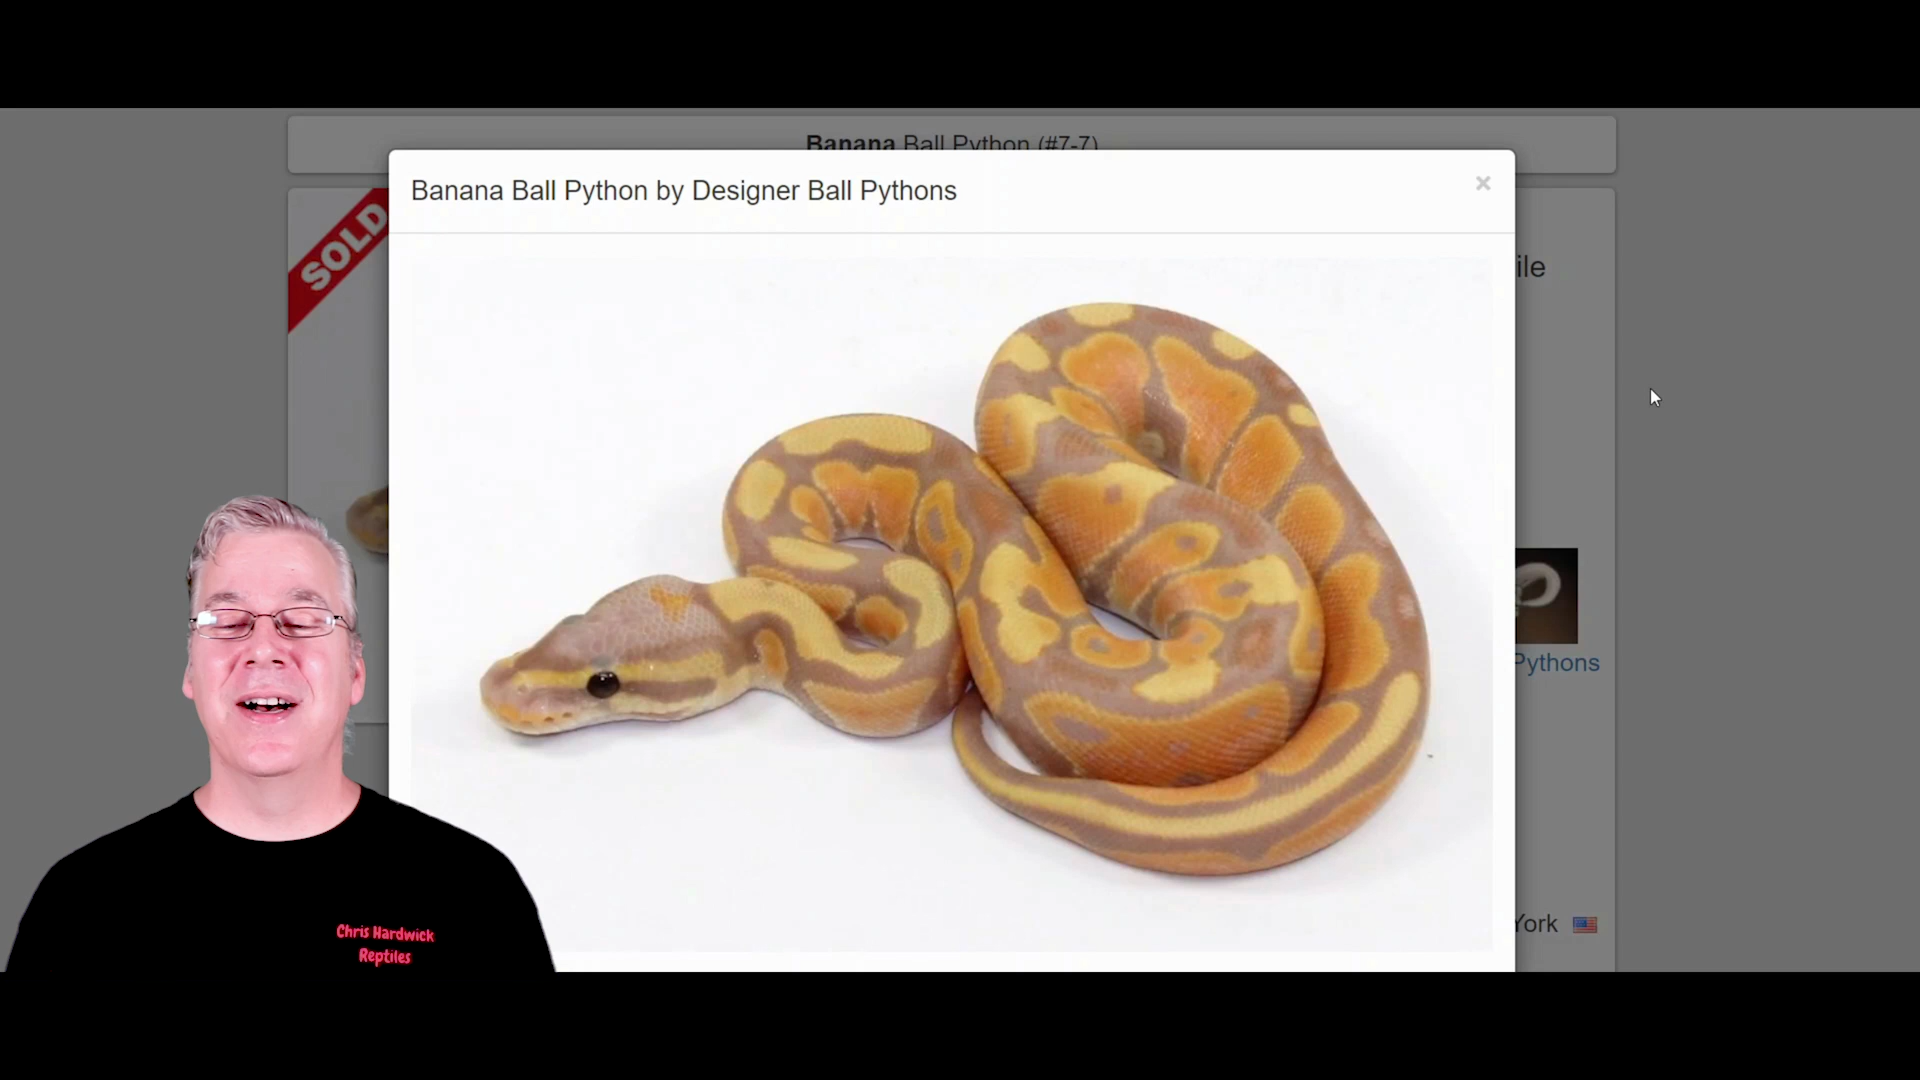 Banana Ball Python (#7-7)
Banana Ball Python by Designer Ball Pythons
×
SOLD
ile
Pythons
York
Chris Hardwick
Reptiles